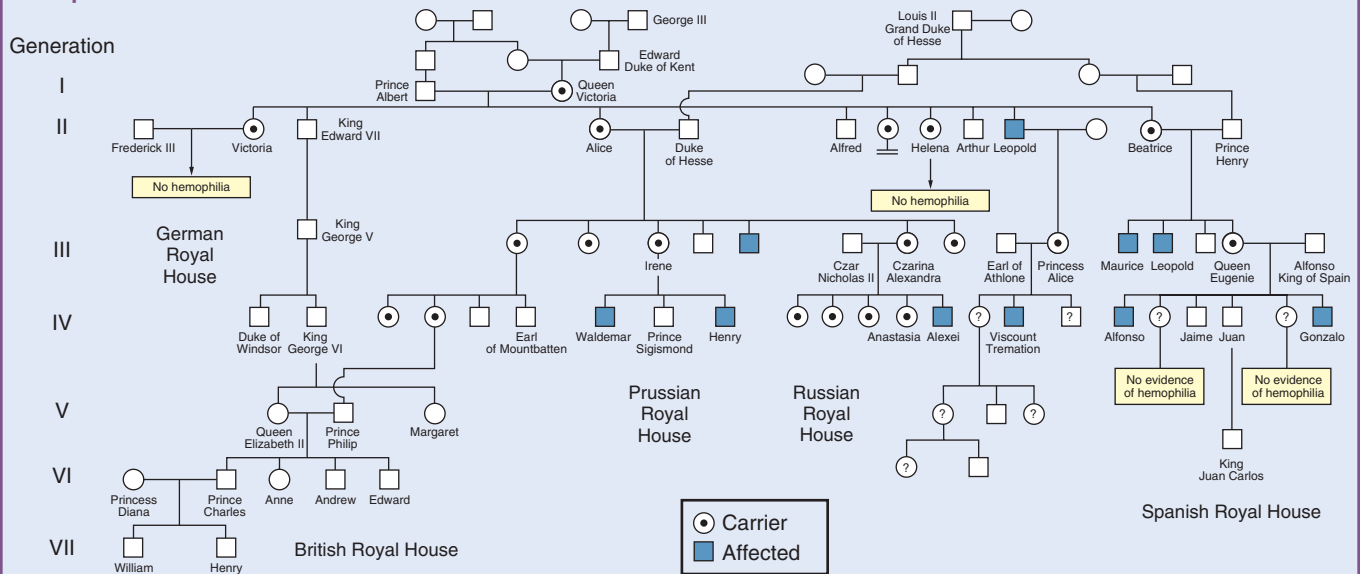 Generation
George III
Louis II
Grand Duke
of Hesse
Edward
Duke of Kent
I
Prince
Albert
Queen
Victoria
II
Frederick III
Victoria
King
Edward VII
Alice
Duke
of Hesse
Alfred
Helena
Arthur
Leopold
Beatrice
Prince
Henry
No hemophilia
No hemophilia
German
Royal
House
King
George V
III
Irene
Czar
Nicholas II
Czarina
Alexandra
Earl of
Athlone
Princess
Alice
Maurice
Leopold
Queen
Eugenie
Alfonso
King of Spain
IV
?
?
?
?
Duke of
Windsor
King
George VI
Earl
of Mountbatten
Waldemar
Prince
Sigismond
Henry
Anastasia
Alexei
Viscount
Tremation
Alfonso
Jaime
Juan
Gonzalo
No evidence
of hemophilia
No evidence
of hemophilia
Prussian
Royal
House
Russian
Royal
House
V
?
?
Queen
Elizabeth II
Prince
Philip
Margaret
King
Juan Carlos
VI
?
Princess
Diana
Prince
Charles
Anne
Andrew
Edward
Spanish Royal House
Carrier
Affected
VII
British Royal House
William
Henry